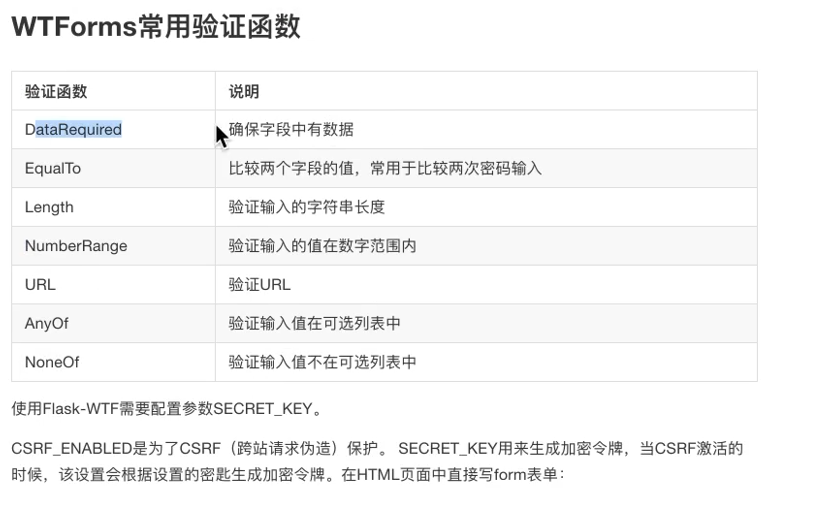 WTForms常用验证函数
验证函数 说明
DataRequired 确保字段中有数据
EqualTo 比较两个字段的值，常用于比较两次密码输入
Length 验证输入的字符串长度
NumberRange 验证输入的值在数字范围内
URL 验证URL
AnyOf 验证输入值在可选列表中
NoneOf 验证输入值不在可选列表中
使用Flask-WTF需要配置参数SECRET_KEY。
CSRF_ENABLED是为了CSRF（跨站请求伪造）保护。 SECRET_KEY用来生成加密令牌，当CSRF激活的
时候，该设置会根据设置的密匙生成加密令牌。在HTML页面中直接写form表单：